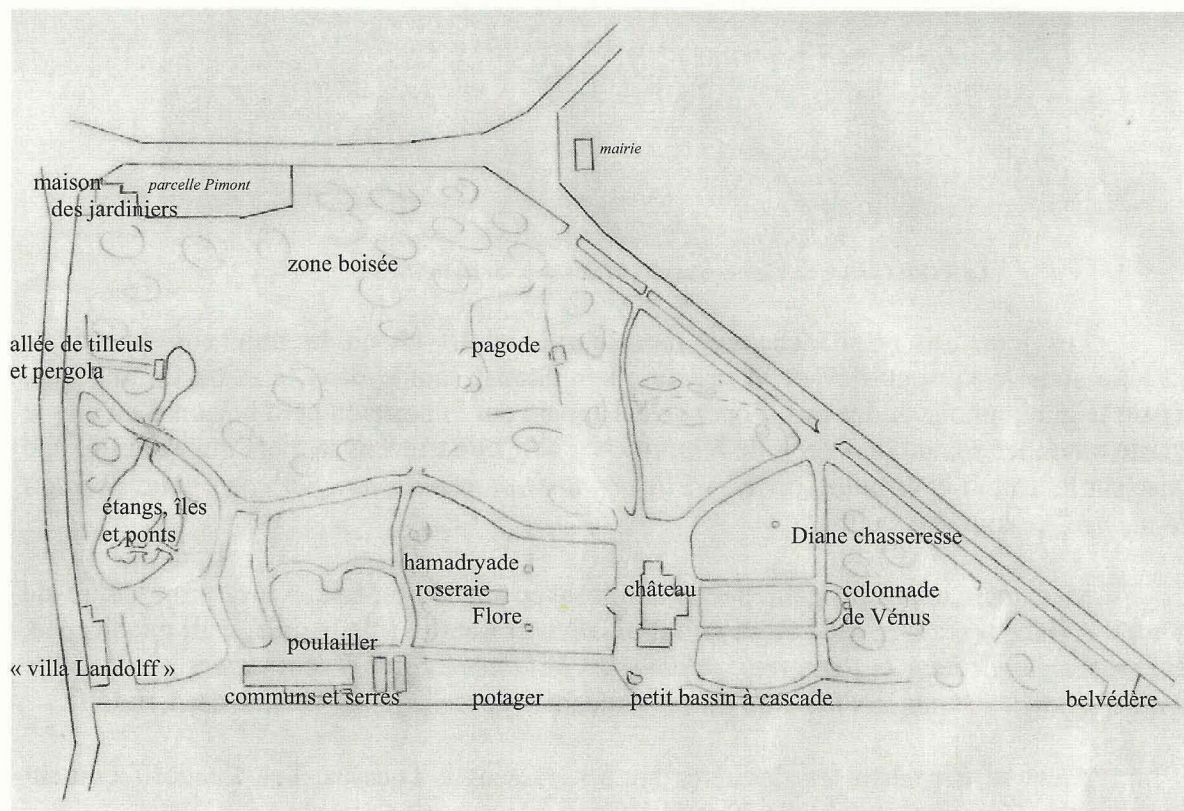 mairie
maison
des jardiniers
parcelle Pimont
zone boisée
allée de tilleuls
et pergola
pagode
étangs, îles
et ponts
Diane chasseresse
hamadryade
roseraie
Flore
château
colonnade
de Vénus
poulailler
« villa Landolff »
communs et serres
potager
petit bassin à cascade
belvédère